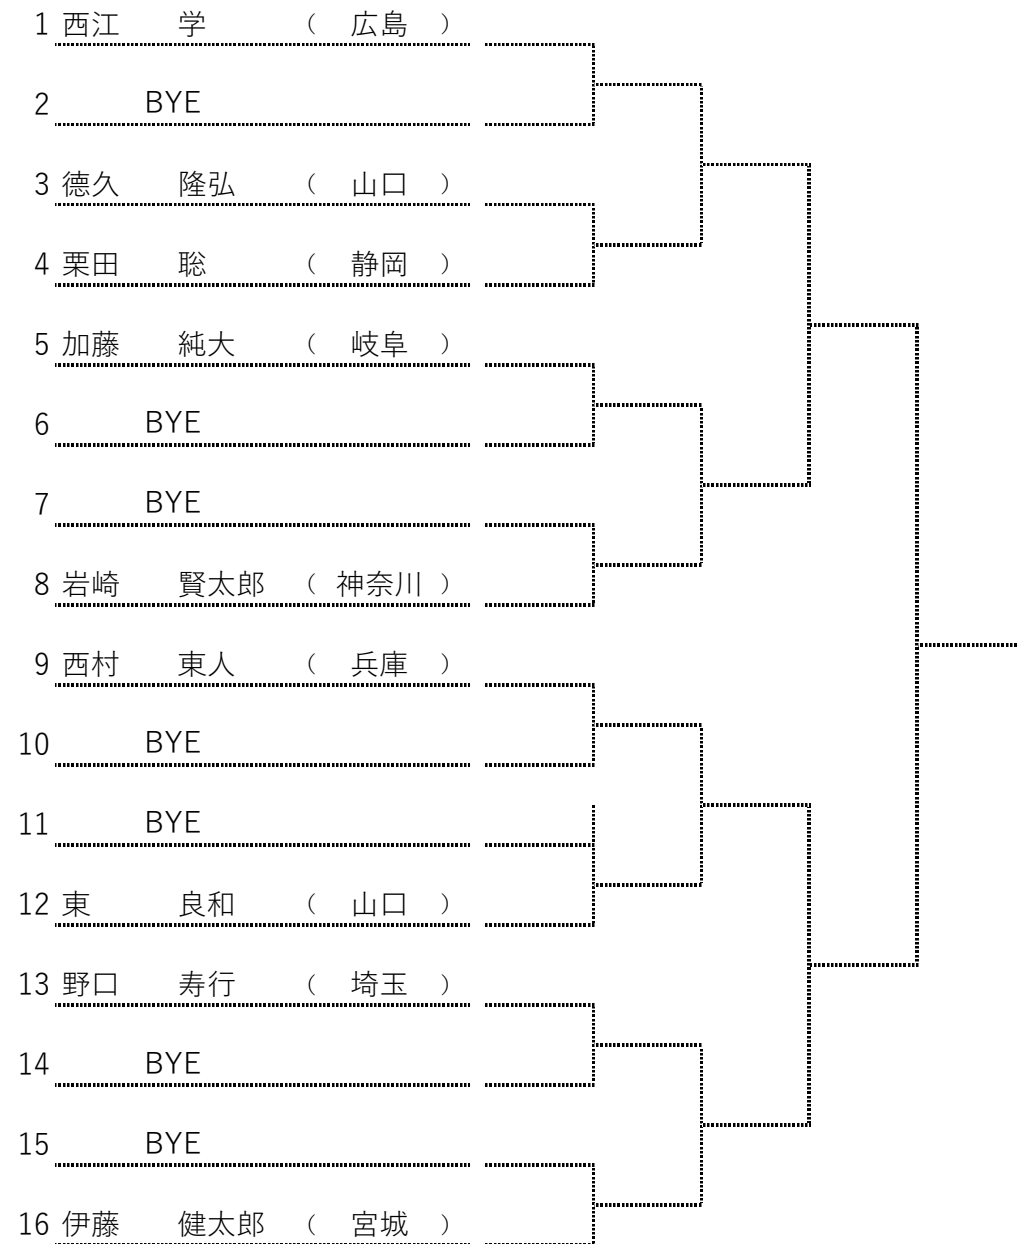 1 西江 学 （ 広島 ）
2 BYE
3 德久 隆弘 （ 山口 ）
4 栗田 聡 （ 静岡 ）
5 加藤 純大 （ 岐阜 ）
6 BYE
7 BYE
8 岩崎 賢太郎 （ 神奈川 ）
9 西村 東人 （ 兵庫 ）
10 BYE
11 BYE
12 東 良和 （ 山口 ）
13 野口 寿行 （ 埼玉 ）
14 BYE
15 BYE
16 伊藤 健太郎 （ 宮城 ）